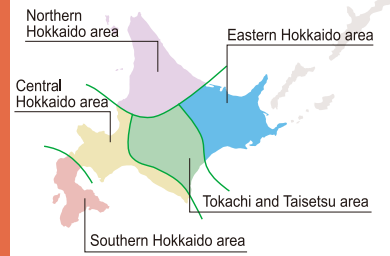 Northern
Hokkaido area
Eastern Hokkaido area
Central
Hokkaido area
Tokachi and Taisetsu area
Southern Hokkaido area